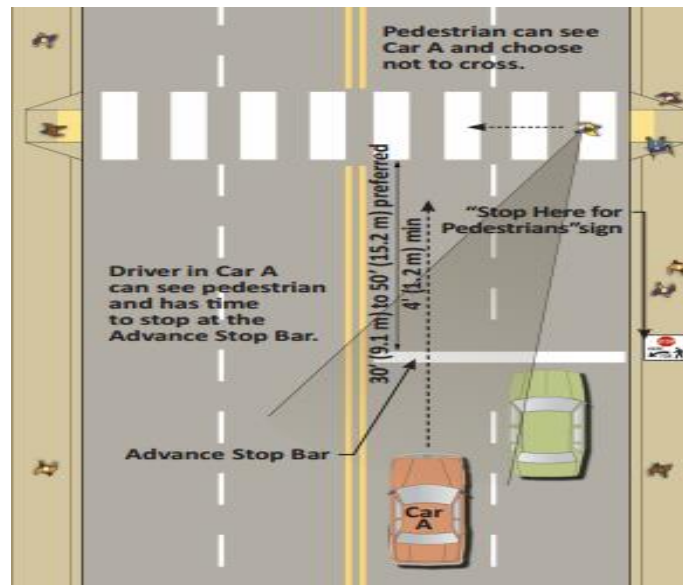 Pedestrian can see
Car A and choose
not to cross.
30' (9.1 m) to 50' (15.2 m) preferred
4' (1.2 m) min
"Stop Here for
Pedestrians"sign
Driver in Car A
can see pedestrian
and has time
to stop at the
Advance Stop Bar.
STOP
Advance Stop Bar
Car
A